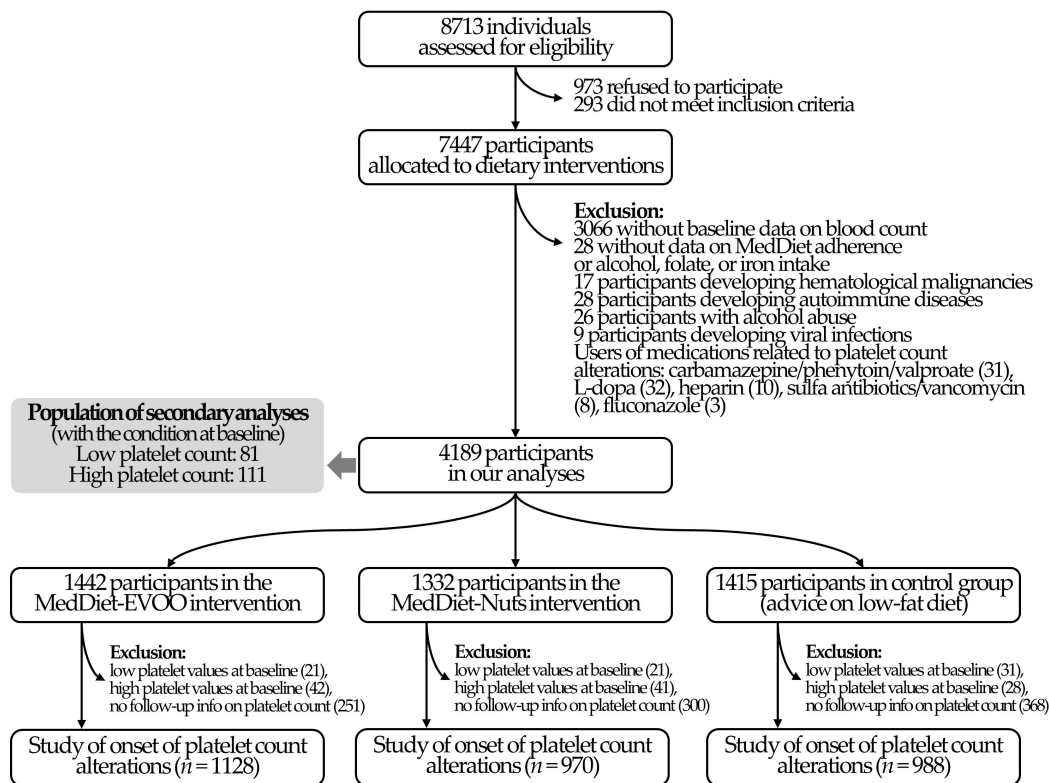 8713 individuals
assessed for eligibility
973 refused to participate
293 did not meet inclusion criteria
7447 participants
allocated to dietary interventions
Exclusion:
3066 without baseline data on blood count
28 without data on MedDiet adherence
or alcohol, folate, or iron intake
17 participants developing hematological malignancies
28 participants developing autoimmune diseases
26 participants with alcohol abuse
9 participants developing viral infections
Users of medications related to platelet count
alterations: carbamazepine/phenytoin/valproate (31),
L-dopa (32), heparin (10), sulfa antibiotics/vancomycin
(8), fluconazole (3)
Population of secondary analyses
(with the condition at baseline)
Low platelet count: 81
High platelet count: 111
4189 participants
in our analyses
1442 participants in the
MedDiet-EVOO intervention
1332 participants in the
MedDiet-Nuts intervention
1415 participants in control group
(advice on low-fat diet)
Exclusion:
low platelet values at baseline (21),
high platelet values at baseline (42),
no follow-up info on platelet count (251)
Exclusion:
low platelet values at baseline (21),
high platelet values at baseline (41),
no follow-up info on platelet count (300)
Exclusion:
low platelet values at baseline (31),
high platelet values at baseline (28),
no follow-up info on platelet count (368)
Study of onset of platelet count
alterations (n = 1128)
Study of onset of platelet count
alterations (n = 970)
Study of onset of platelet count
alterations (n = 988)